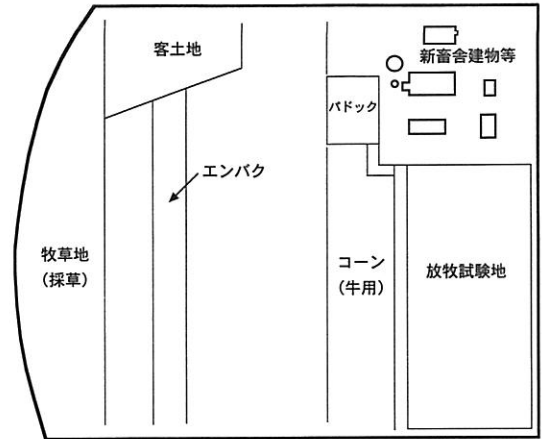 客土地
新畜舎建物等
パドック
エンバク
牧草地
(採草)
コーン
(牛用)
放牧試験地